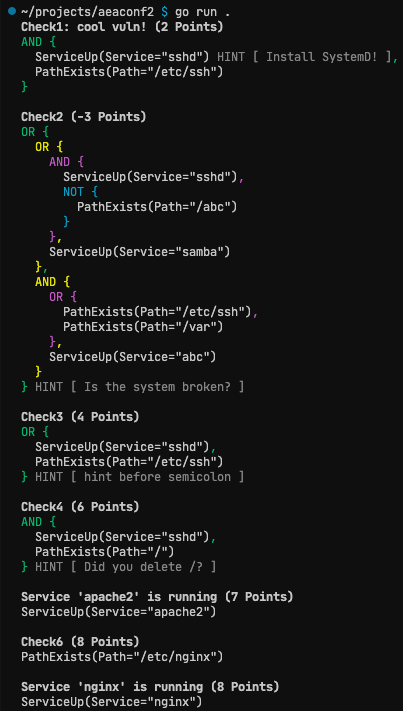 ~/projects/aeaconf2 $ go run .
Check1: cool vuln! (2 Points)
AND {
  ServiceUp(Service="sshd") HINT [ Install SystemD! ],
  PathExists(Path="/etc/ssh")
}

Check2 (-3 Points)
OR {
  OR {
    AND {
      ServiceUp(Service="sshd"),
      NOT {
        PathExists(Path="/abc")
      }
    },
    ServiceUp(Service="samba")
  },
  AND {
    OR {
      PathExists(Path="/etc/ssh"),
      PathExists(Path="/var")
    },
    ServiceUp(Service="abc")
  }
} HINT [ Is the system broken? ]

Check3 (4 Points)
OR {
  ServiceUp(Service="sshd"),
  PathExists(Path="/etc/ssh")
} HINT [ hint before semicolon ]

Check4 (6 Points)
AND {
  ServiceUp(Service="sshd"),
  PathExists(Path="/")
} HINT [ Did you delete /? ]

Service 'apache2' is running (7 Points)
ServiceUp(Service="apache2")

Check6 (8 Points)
PathExists(Path="/etc/nginx")

Service 'nginx' is running (8 Points)
ServiceUp(Service="nginx")